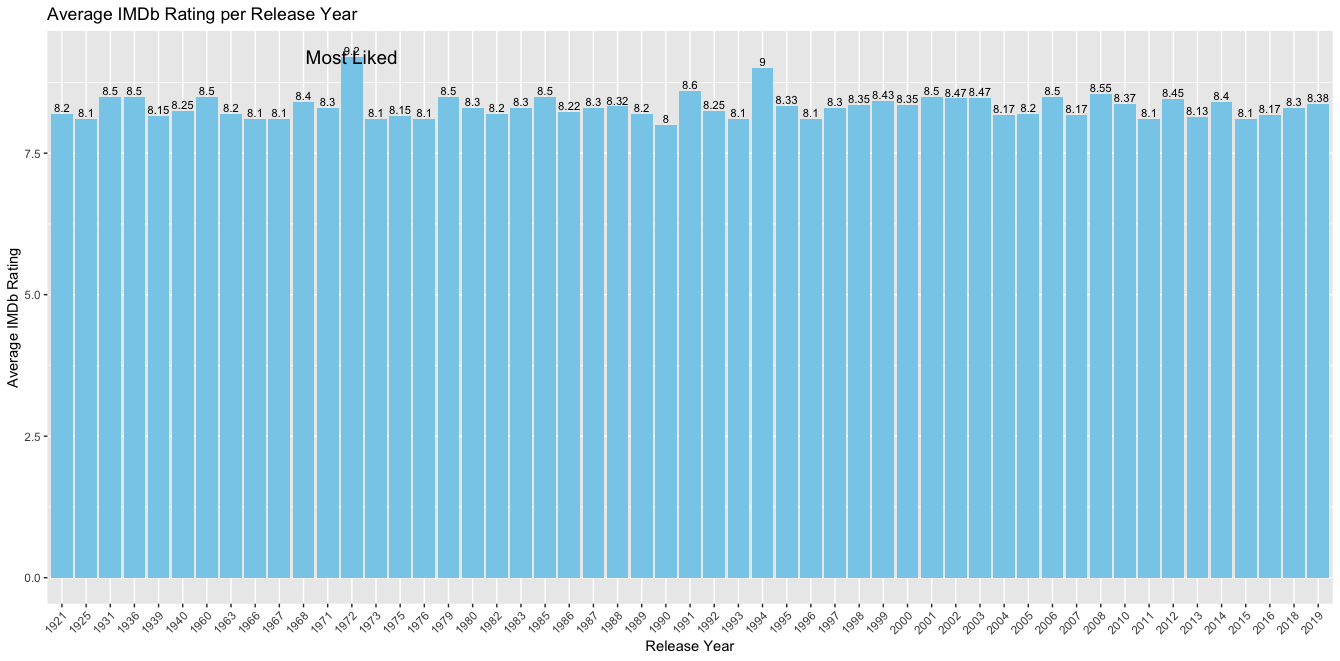 Average IMDb Rating per Release Year
9.2
Most Liked
9
8.2 8.1 8.5 8.5 8.15 8.25 8.5 8.2 8.1 8.1 8.4 8.3 8.1 8.15 8.1 8.5 8.3 8.2 8.3 8.5 8.22 8.3 8.32 8.2 8 8.6 8.25 8.1 8.33 8.1 8.3 8.35 8.43 8.35 8.5 8.47 8.47 8.17 8.2 8.5 8.17 8.55 8.37 8.1 8.45 8.13 8.4 8.1 8.17 8.3 8.38
7.5
5.0
2.5
0.0
Average IMDb Rating
1921 1925 1931 1936 1939 1940 1960 1963 1966 1967 1968 1971 1972 1973 1975 1976 1979 1980 1982 1983 1985 1986 1987 1988 1989 1990 1991 1992 1993 1994 1995 1996 1997 1998 1999 2000 2001 2002 2003 2004 2005 2006 2007 2008 2010 2011 2012 2013 2014 2015 2016 2018 2019
Release Year